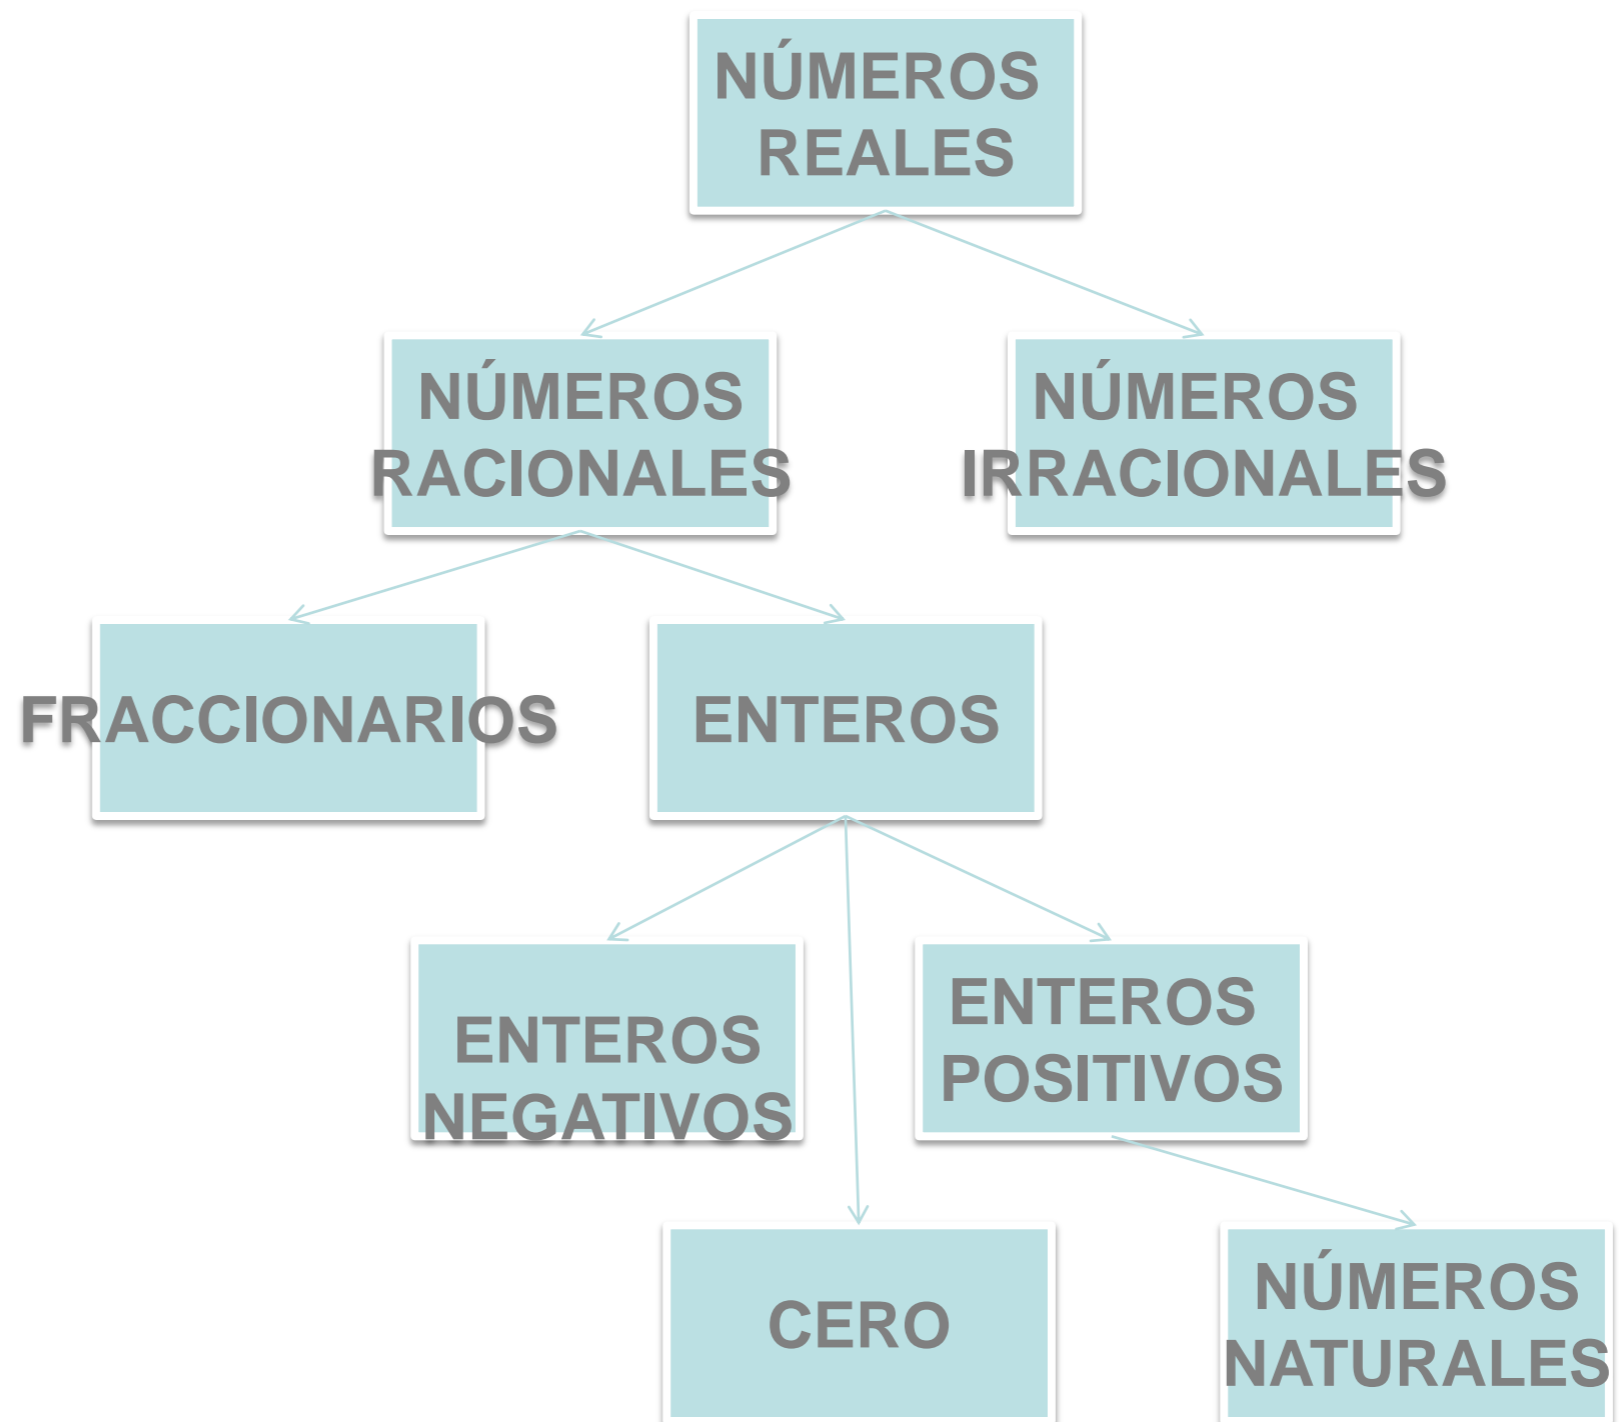 NÚMEROS
REALES
NÚMEROS
RACIONALES
NÚMEROS
IRRACIONALES
FRACCIONARIOS
ENTEROS
ENTEROS
NEGATIVOS
ENTEROS
POSITIVOS
CERO
NÚMEROS
NATURALES